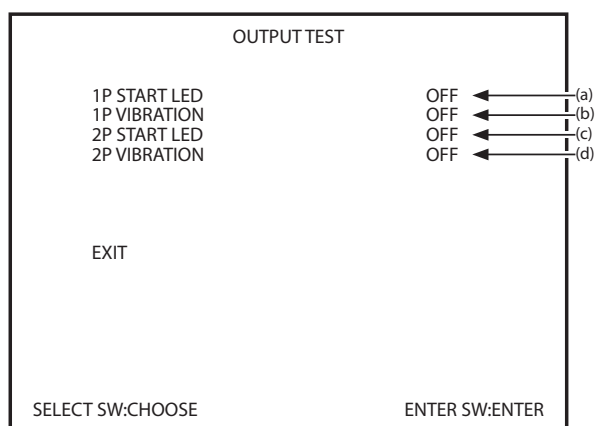 OUTPUT TEST
1P START LED OFF (a)
1P VIBRATION OFF (b)
2P START LED OFF (c)
2P VIBRATION OFF (d)
EXIT
SELECT SW:CHOOSE ENTER SW:ENTER